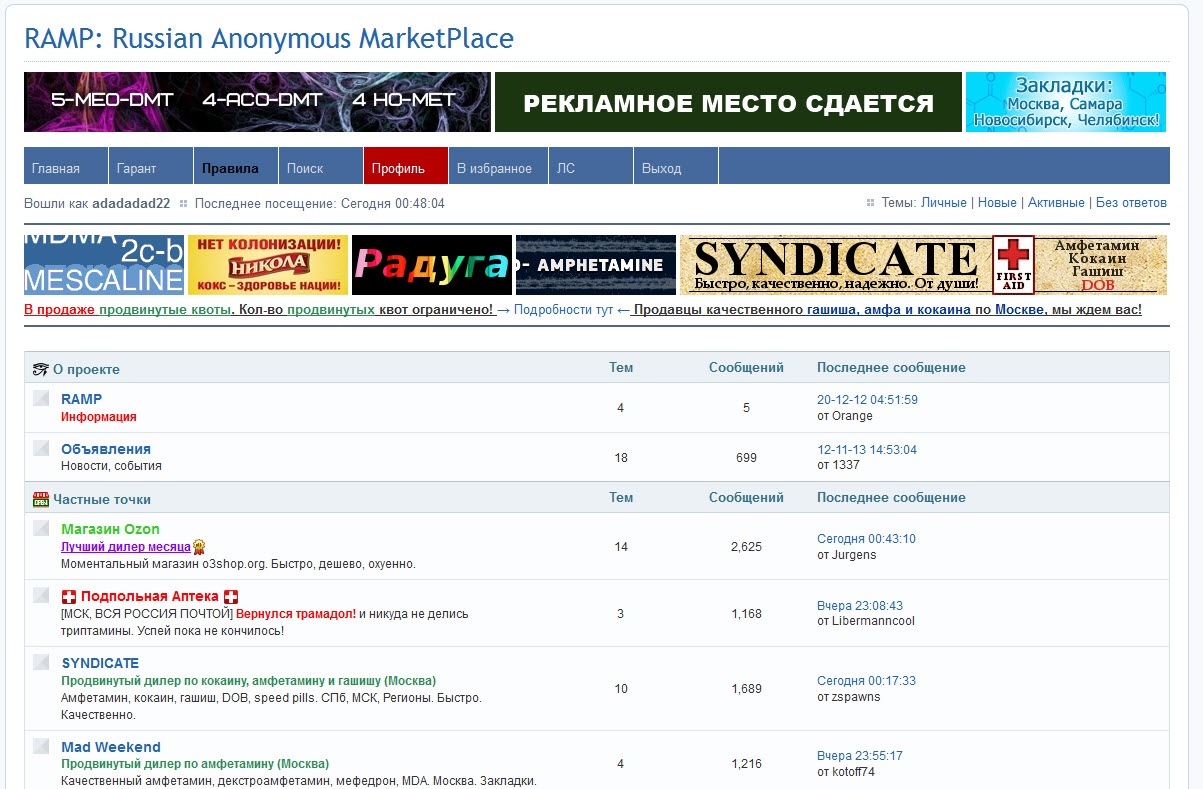 RAMP: Russian Anonymous MarketPlace
5-MEO-DMT 4-ACO-DMT 4 HO-MET
РЕКЛАМНОЕ МЕСТО СДАЕТСЯ
Закладки:
Москва, Самара
Новосибирск, Челябинск!
Главная Гарант Правила Поиск Профиль В избранное ЛС Выход
Вошли как adadadad22 Последнее посещение: Сегодня 00:48:04 Темы: Личные | Новые | Активные | Без ответов
MDMA
2c-b
MESCALINE
НЕТ КОЛОНИЗАЦИИ!
НИКОЛА
КОКС – ЗДОРОВЬЕ НАЦИИ!
Радуга
- AMPHETAMINE
SYNDICATE
Быстро, качественно, надежно. От души!
FIRST
AID
Амфетамин
Кокаин
Гашиш
DOB
В продаже продвинутые квоты. Кол-во продвинутых квот ограничено! → Подробности тут ← Продавцы качественного гашиша, амфа и кокаина по Москве, мы ждем вас!
О проекте Тем Сообщений Последнее сообщение
RAMP
Информация
4 5
20-12-12 04:51:59
от Orange
Объявления
Новости, события
18 699
12-11-13 14:53:04
от 1337
OPEN Частные точки Тем Сообщений Последнее сообщение
Магазин Ozon
Лучший дилер месяца
Моментальный магазин o3shop.org. Быстро, дешево, охуенно.
14 2,625
Сегодня 00:43:10
от Jurgens
Подпольная Аптека
[МСК, ВСЯ РОССИЯ ПОЧТОЙ] Вернулся трамадол! и никуда не делись
триптамины. Успей пока не кончилось!
3 1,168
Вчера 23:08:43
от Libermanncool
SYNDICATE
Продвинутый дилер по кокаину, амфетамину и гашишу (Москва)
Амфетамин, кокаин, гашиш, DOB, speed pills. СПб, МСК, Регионы. Быстро.
Качественно.
10 1,689
Сегодня 00:17:33
от zspawns
Mad Weekend
Продвинутый дилер по амфетамину (Москва)
Качественный амфетамин, декстроамфетамин, мефедрон, MDA. Москва. Закладки.
4 1,216
Вчера 23:55:17
от kotoff74